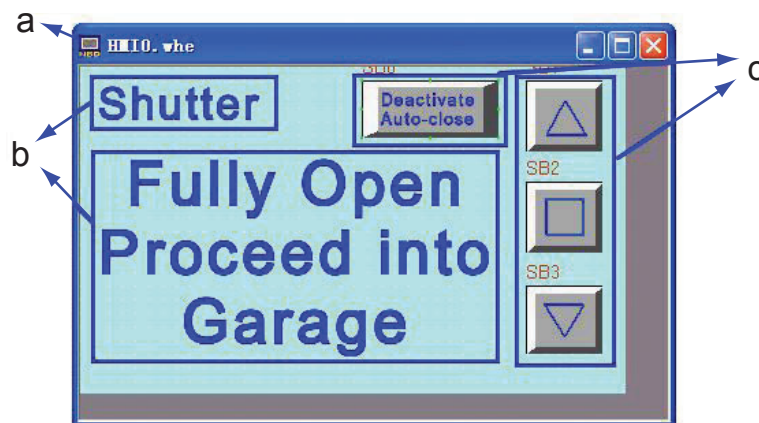 a
HMI0.whe
c
Shutter
Deactivate
Auto-close
b
Fully Open
Proceed into
Garage
SB2
SB3